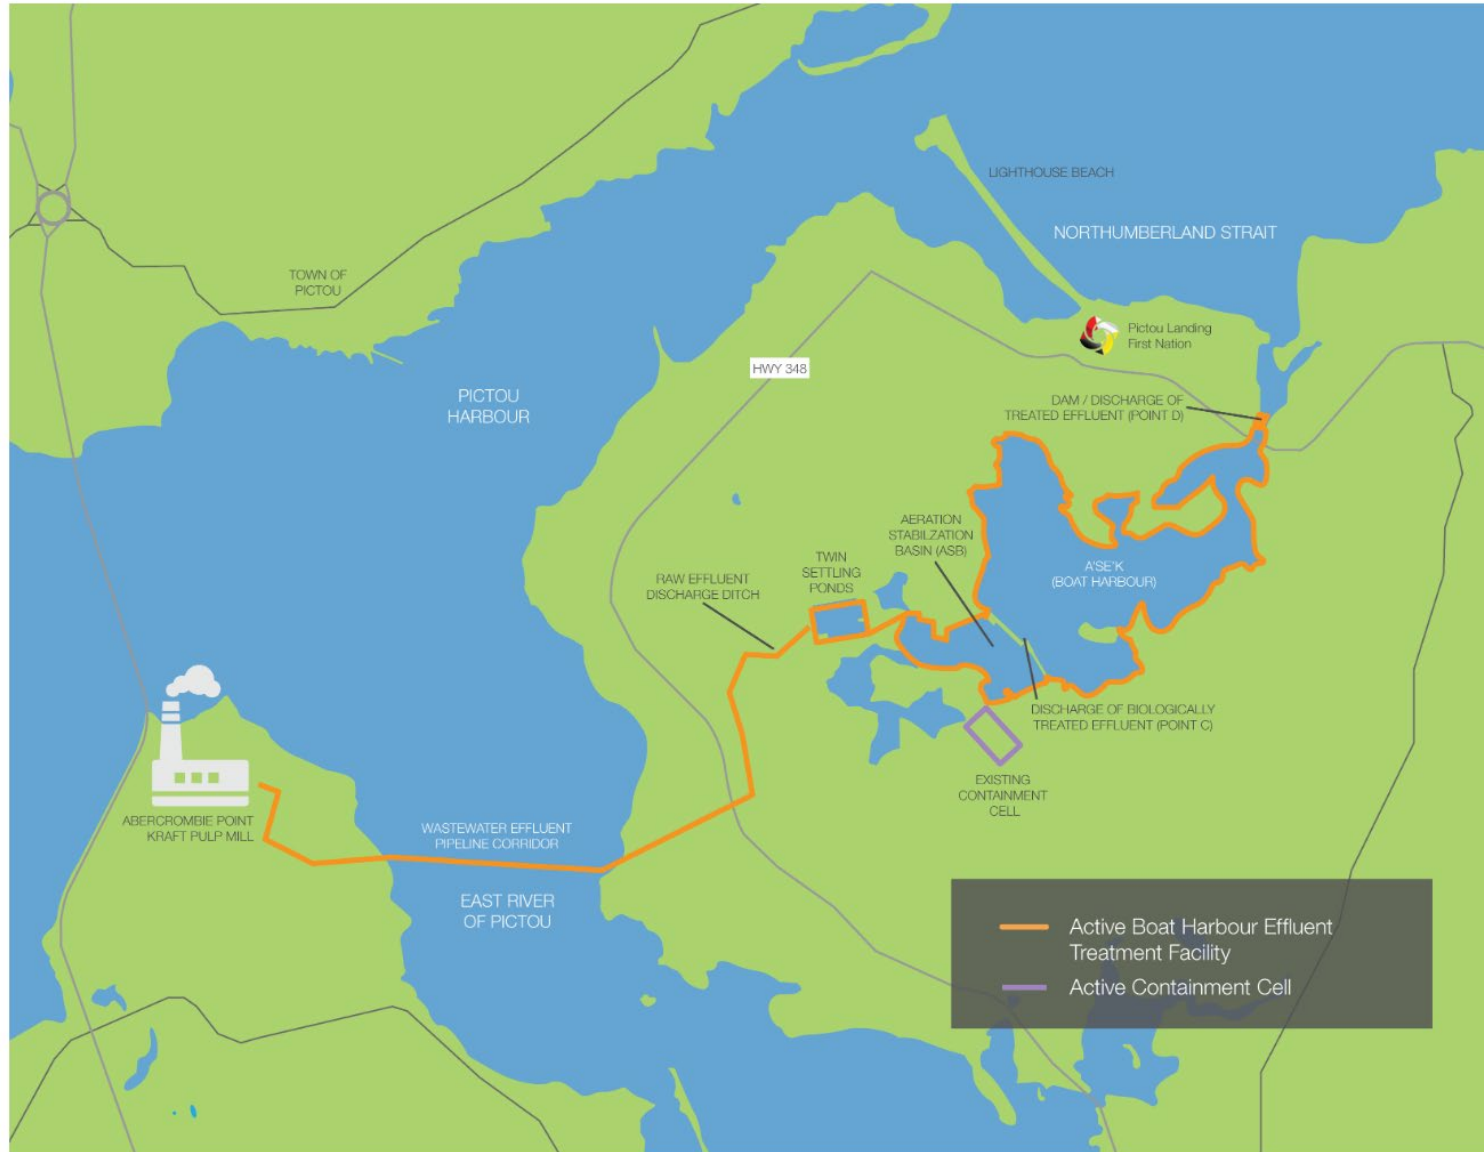 LIGHTHOUSE BEACH
NORTHUMBERLAND STRAIT
TOWN OF
PICTOU
Pictou Landing
First Nation
HWY 348
PICTOU
HARBOUR
DAM / DISCHARGE OF
TREATED EFFLUENT (POINT D)
AERATION
STABILZATION
BASIN (ASB)
TWIN
SETTLING
PONDS
RAW EFFLUENT
DISCHARGE DITCH
A'SE'K
(BOAT HARBOUR)
DISCHARGE OF BIOLOGICALLY
TREATED EFFLUENT (POINT C)
EXISTING
CONTAINMENT
CELL
ABERCROMBIE POINT
KRAFT PULP MILL
WASTEWATER EFFLUENT
PIPELINE CORRIDOR
EAST RIVER
OF PICTOU
Active Boat Harbour Effluent
Treatment Facility
Active Containment Cell